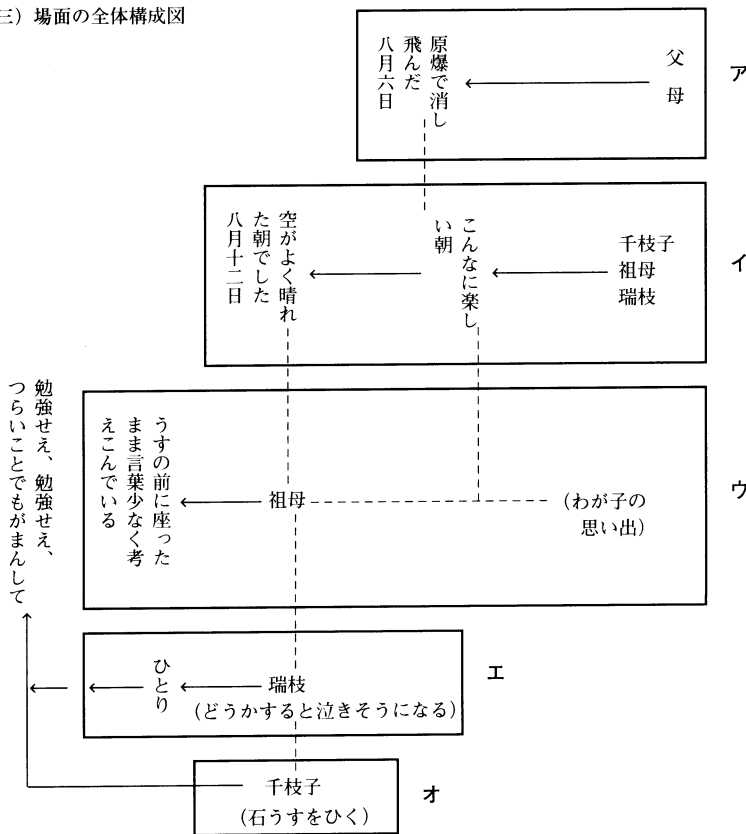 三）場面の全体構成図
ア
父
母
原爆で消し
飛んだ
八月六日
イ
千枝子
祖母
瑞枝
こんなに楽し
い朝
空がよく晴れ
た朝でした
八月十二日
ウ
（わが子の
思い出）
祖母
うすの前に座った
まま言葉少なく考
えこんでいる
エ
瑞枝
（どうかすると泣きそうになる）
ひとり
オ
千枝子
（石うすをひく）
勉強せえ、勉強せえ、
つらいことでもがまんして